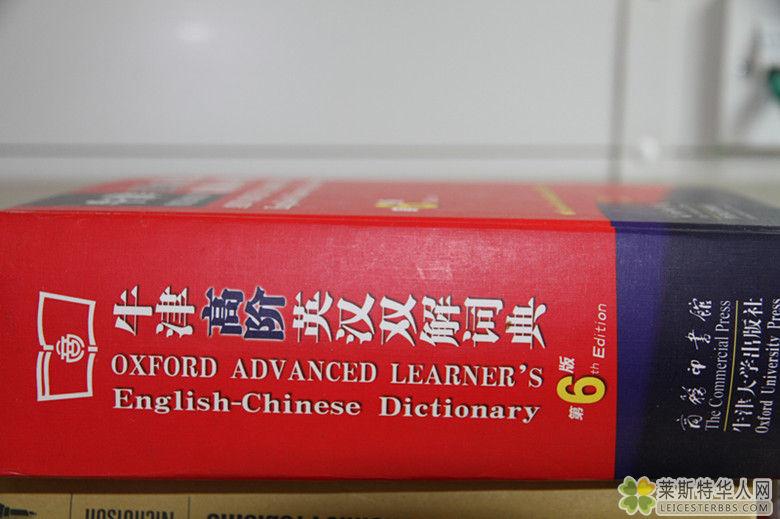 牛津高阶英汉双解词典
OXFORD ADVANCED LEARNER'S
English-Chinese Dictionary
第6版
6th Edition
商务印书馆
The Commercial Press
牛津大学出版社
Oxford University Press
Nicholson
莱斯特华人网
LEICESTERBBS.COM